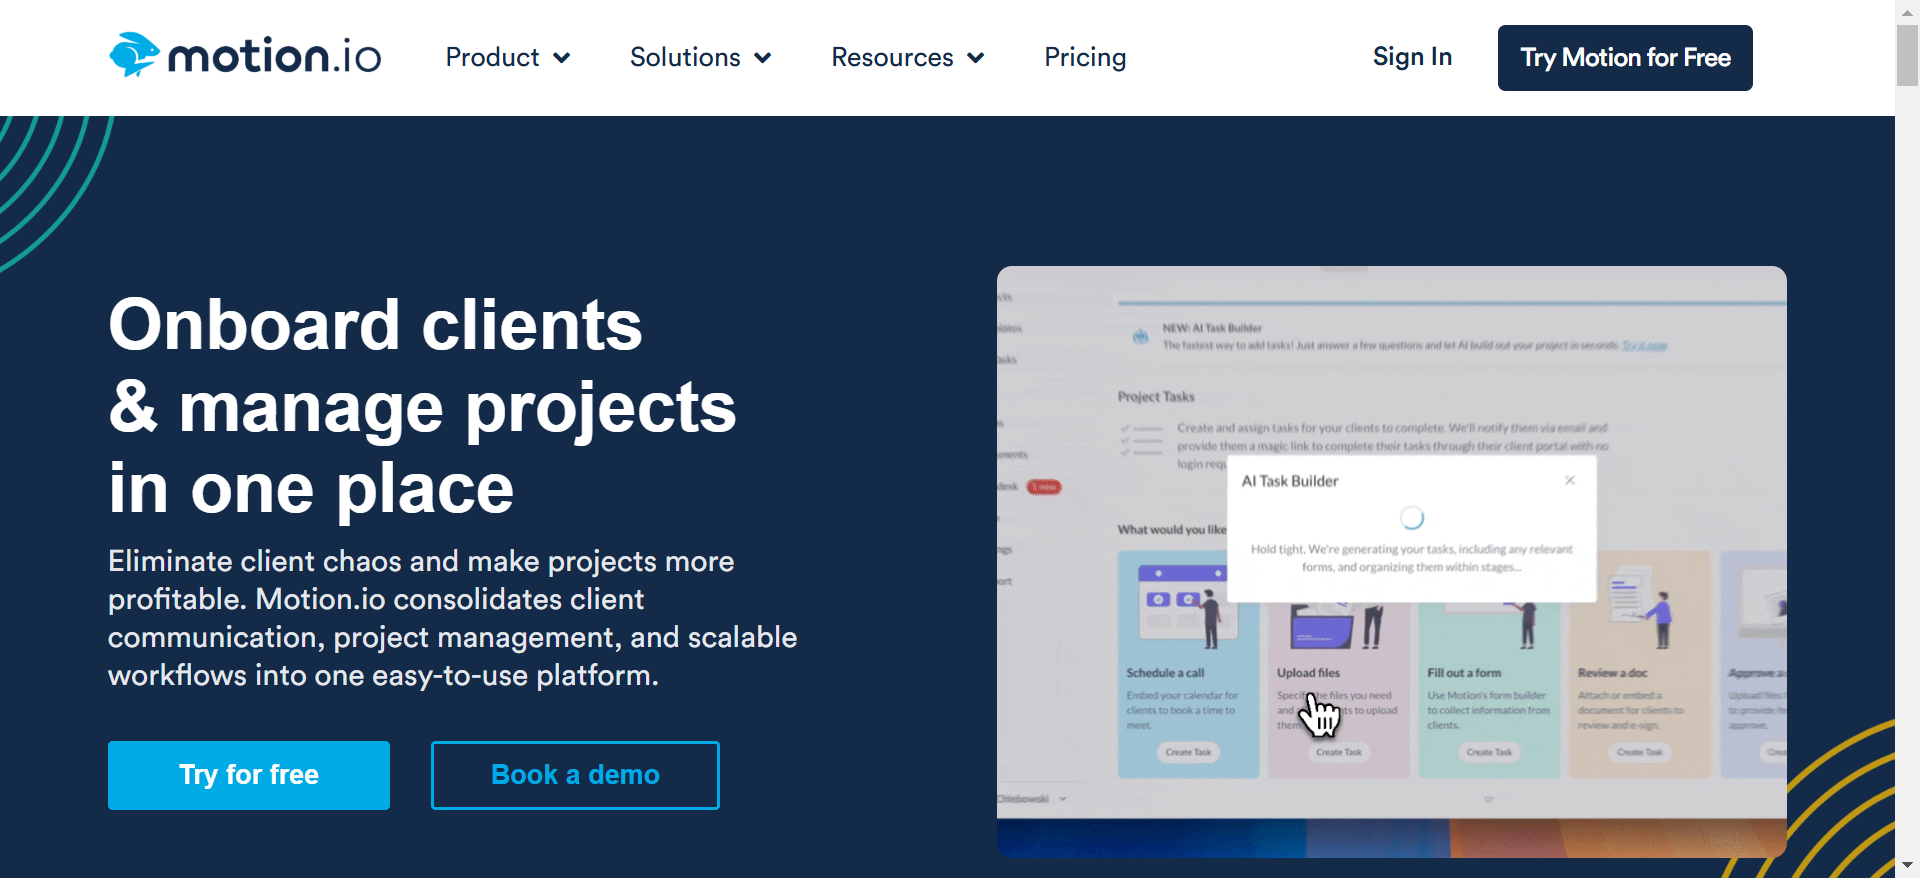 motion.io
Product
Solutions
Resources
Pricing
Sign In
Try Motion for Free
Onboard clients
& manage projects
in one place
Eliminate client chaos and make projects more
profitable. Motion.io consolidates client
communication, project management, and scalable
workflows into one easy-to-use platform.
Try for free
Book a demo
NEW: AI Task Builder
The fastest way to add tasks! Just answer a few questions and let AI build out your project in seconds. Try it now
Project Tasks
Create and assign tasks for your clients to complete. We'll notify them via email and
provide them a magic link to complete their tasks through their client portal with no
login requ
AI Task Builder
Hold tight. We're generating your tasks, including any relevant
forms, and organizing them within stages...
What would you like
Schedule a call
Embed your calendar for
clients to book a time to
meet.
Create Task
Upload files
Specif the files you need
and ts to upload
them
Create Task
Fill out a form
Use Motion's form builder
to collect information from
clients.
Create Task
Review a doc
Attach or embed a
document for clients to
review and e-sign.
Create Task
Approve a
Upload files
to provide fe
approve.
Crea
Chlebowski
or